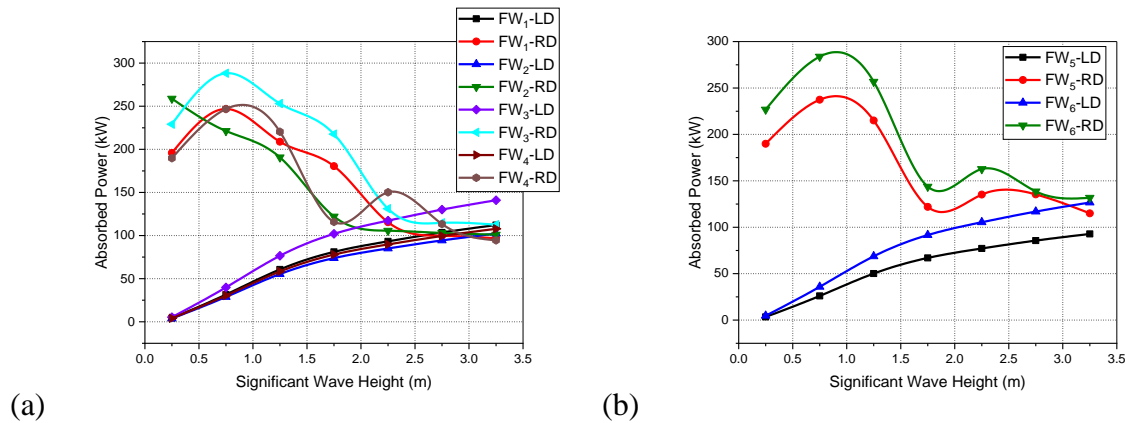 FW1-LD
FW1-RD
FW2-LD
FW2-RD
FW3-LD
FW3-RD
FW4-LD
FW4-RD
300
250
200
150
100
50
0
Absorbed Power (kW)
0.0 0.5 1.0 1.5 2.0 2.5 3.0 3.5
Significant Wave Height (m)
(a)
FW5-LD
FW5-RD
FW6-LD
FW6-RD
300
250
200
150
100
50
0
Absorbed Power (kW)
0.0 0.5 1.0 1.5 2.0 2.5 3.0 3.5
Significant Wave Height (m)
(b)